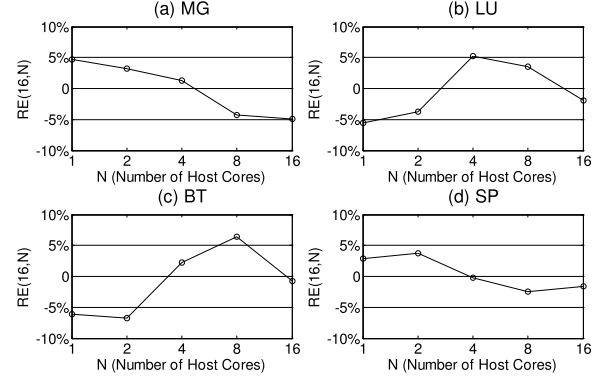 (a) MG
10%
5%
0
-5%
-10%
RE(16,N)
1 2 4 8 16
N (Number of Host Cores)
(b) LU
10%
5%
0
-5%
-10%
RE(16,N)
1 2 4 8 16
N (Number of Host Cores)
(c) BT
10%
5%
0
-5%
-10%
RE(16,N)
1 2 4 8 16
N (Number of Host Cores)
(d) SP
10%
5%
0
-5%
-10%
RE(16,N)
1 2 4 8 16
N (Number of Host Cores)